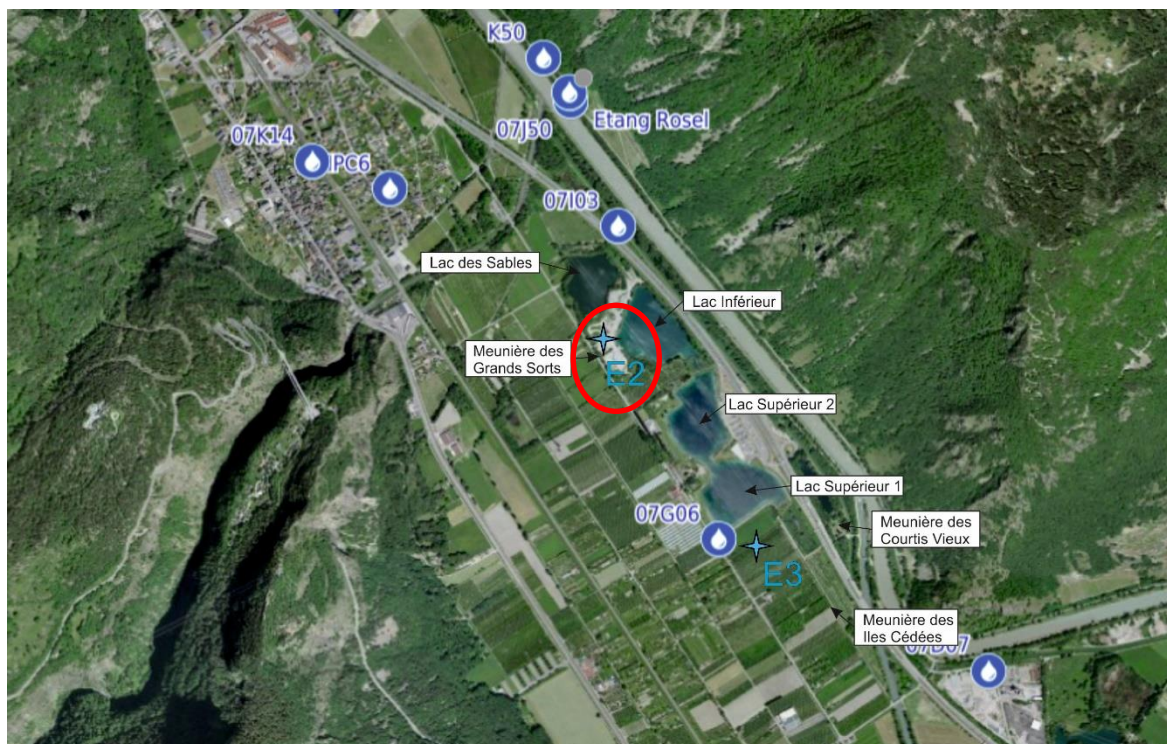 K50
07J50
Etang Rosel
07K14
IPC6
07I03
Lac des Sables
Lac Inférieur
Meunière des
Grands Sorts
E2
Lac Supérieur 2
Lac Supérieur 1
07G06
Meunière des
Courtis Vieux
E3
Meunière des
Iles Cédées
07D07